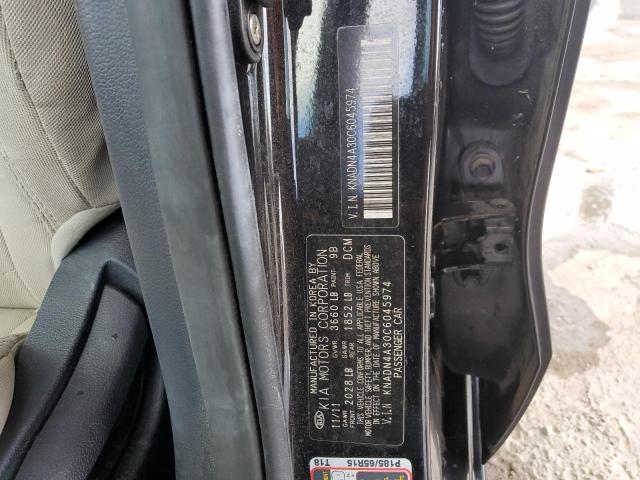 V.I.N. KNADN4A30C6045974
MANUFACTURED IN KOREA BY
KIA KIA MOTORS CORPORATION
11/11 GVWR 3660 LB PAINT 9B
GAWR FRONT 2028 LB GAWR REAR 1852 LB TRIM DCM
THIS VEHICLE CONFORMS TO ALL U.S.A. FEDERAL
MOTOR VEHICLE SAFETY, BUMPER, AND THEFT PREVENTION STANDARDS
IN EFFECT ON THE DATE OF MANUFACTURE SHOWN ABOVE
V.I.N KNADN4A30C6045974
PASSENGER CAR
P185/65R15
T18